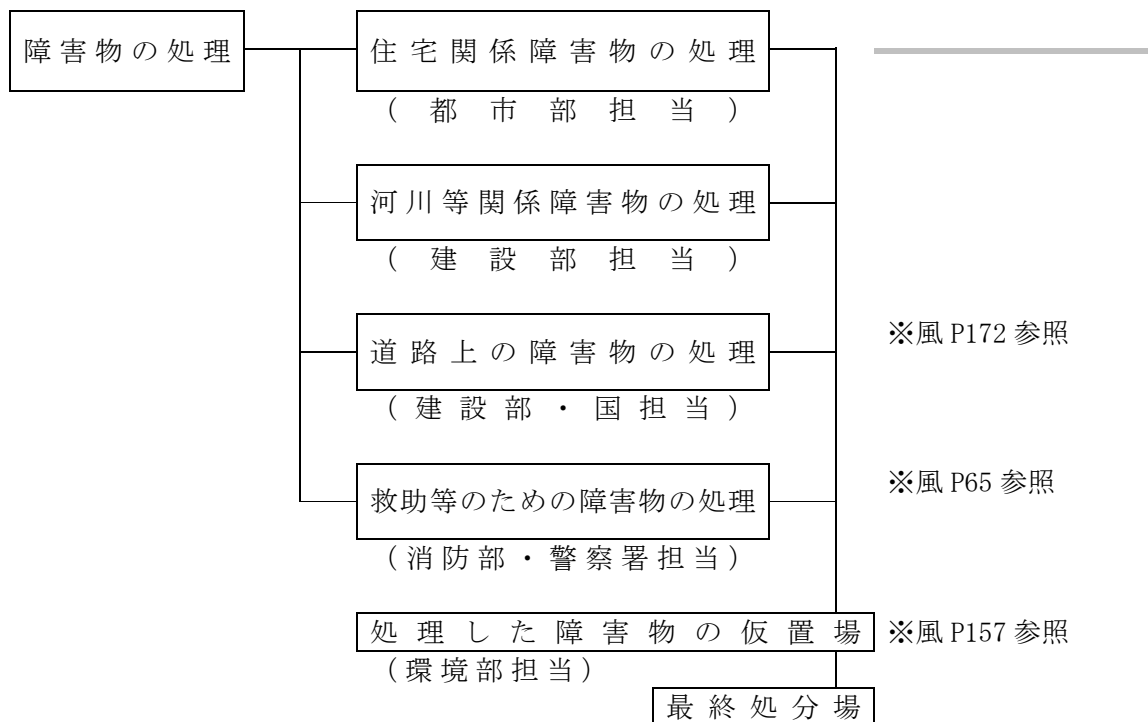 障害物の処理
住宅関係障害物の処理
(都市部担当)
河川等関係障害物の処理
(建設部担当)
道路上の障害物の処理
※風 P172 参照
(建設部・国担当)
救助等のための障害物の処理
※風 P65 参照
(消防部・警察署担当)
処理した障害物の仮置場
※風 P157 参照
(環境部担当)
最終処分場